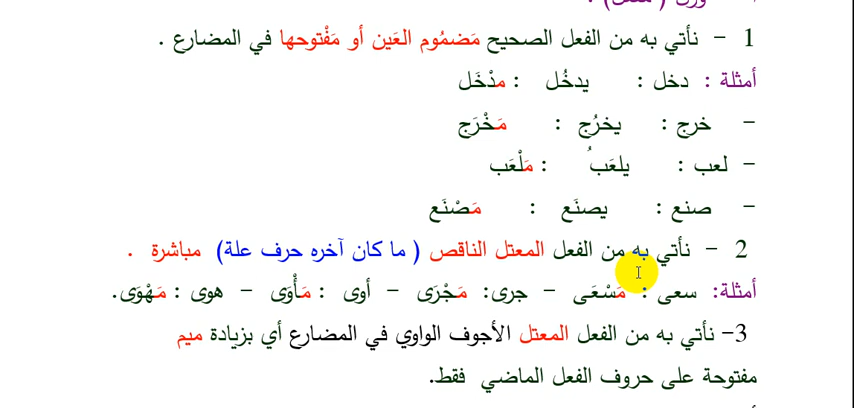 وزن ( مفعل ) .
1 - نأتي به من الفعل الصحيح مَضمُوم العَين أو مَفْتوحها في المضارع .
أمثلة : دخل : يدخُل : مدْخَل
- خرج : يخرُج : مَخْرَج
- لعب : يلعَبُ : مَلْعَب
- صنع : يصنَع : مَصْنَع
2 - نأتي به من الفعل المعتل الناقص ( ما كان آخره حرف علة) مباشرة .
أمثلة: سعى : مَسْعَى - جرى: مَجْرَى - أوى : مَأْوَى - هوى : مَهْوَى.
3- نأتي به من الفعل المعتل الأجوف الواوي في المضارع أي بزيادة ميم
مفتوحة على حروف الفعل الماضي فقط.